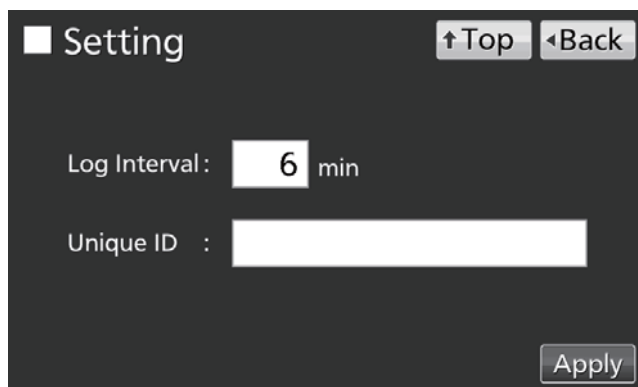 Setting ↑Top ◂Back
Log Interval: 6 min
Unique ID :
Apply